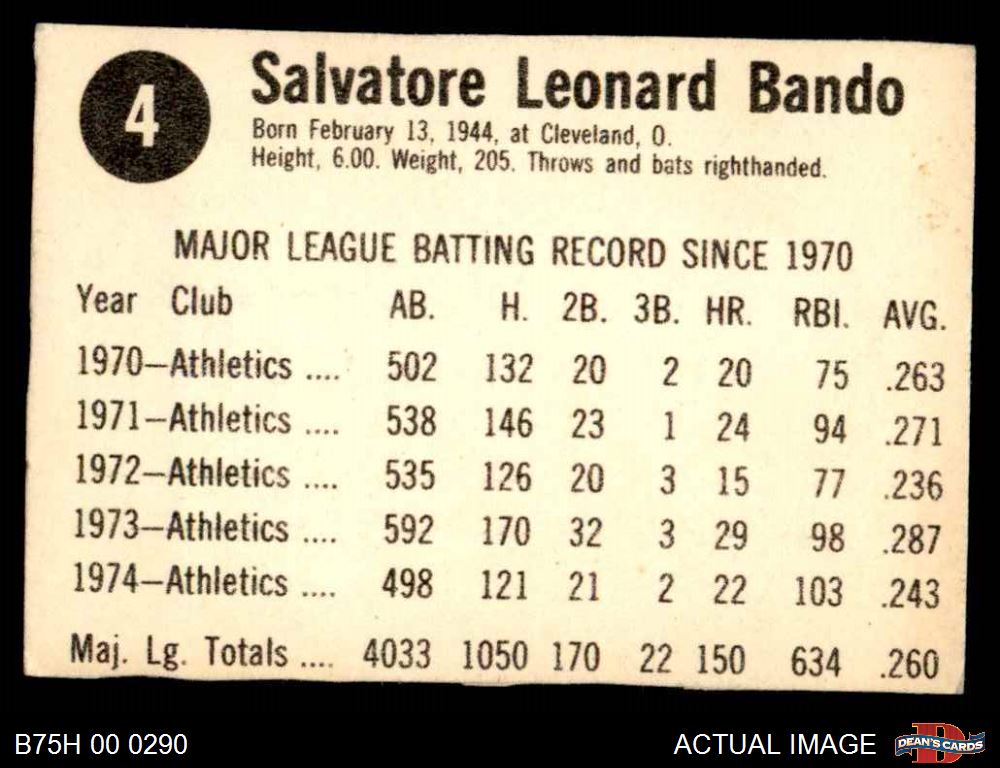 4
Salvatore Leonard Bando
Born February 13, 1944, at Cleveland, O.
Height, 6.00. Weight, 205. Throws and bats righthanded.
MAJOR LEAGUE BATTING RECORD SINCE 1970
Year Club AB. H. 2B. 3B. HR. RBI. AVG.
1970—Athletics .... 502 132 20 2 20 75 .263
1971—Athletics .... 538 146 23 1 24 94 .271
1972—Athletics .... 535 126 20 3 15 77 .236
1973—Athletics .... 592 170 32 3 29 98 .287
1974—Athletics .... 498 121 21 2 22 103 .243
Maj. Lg. Totals .... 4033 1050 170 22 150 634 .260
B75H 00 0290
ACTUAL IMAGE
D
DEAN'S CARDS